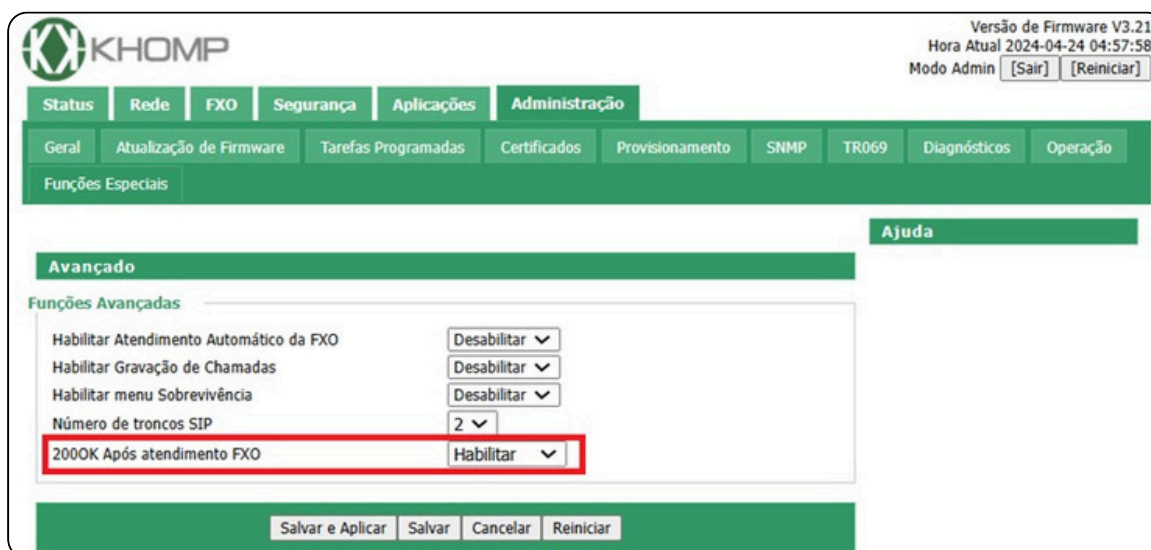 KHOMP
Versão de Firmware V3.21
Hora Atual 2024-04-24 04:57:58
Modo Admin [Sair] [Reiniciar]
Status Rede FXO Segurança Aplicações Administração
Geral Atualização de Firmware Tarefas Programadas Certificados Provisionamento SNMP TR069 Diagnósticos Operação
Funções Especiais
Ajuda
Avançado
Funções Avançadas
Habilitar Atendimento Automático da FXO Desabilitar
Habilitar Gravação de Chamadas Desabilitar
Habilitar menu Sobrevivência Desabilitar
Número de troncos SIP 2
200OK Após atendimento FXO Habilitar
Salvar e Aplicar Salvar Cancelar Reiniciar